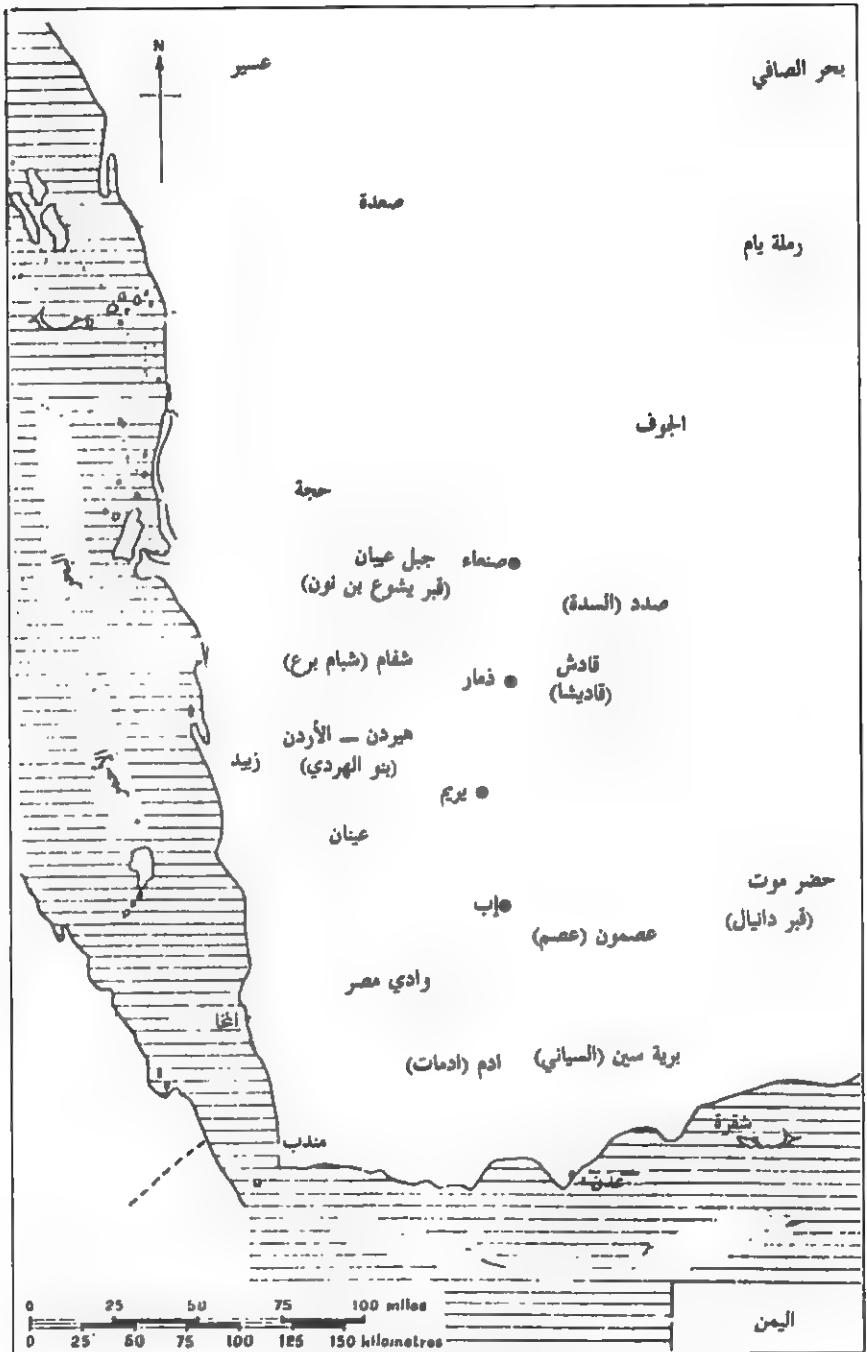 N
عسير
بحر الصافي
صعدة
رملة يام
الجوف
حجة
صنعاء
جبل عيبان
(قبر يشوع بن نون)
صدد (السدة)
شفام (شبام برع)
ذمار
قادش
(قاديشا)
هيردن — الأردن
(بنو الهردي)
زبيد
يريم
عينان
إب
حضر موت
(قبر دانيال)
عصمون (عصم)
وادي مصر
المخا
ادم (ادمات)
برية سين (السياني)
شقرة
مندب
عدن
0 25 50 75 100 miles
0 25 50 75 100 125 150 kilometres
اليمن